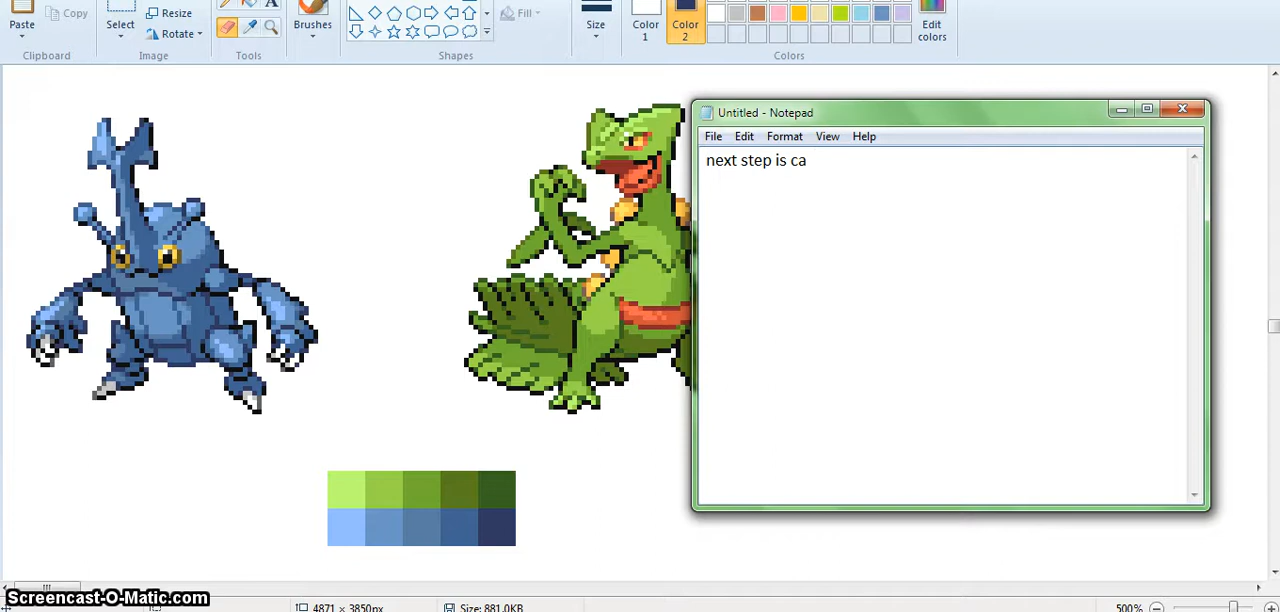 Paste
Copy
Clipboard
Select
Resize
Rotate
Image
A
Tools
Brushes
Shapes
Fill
Size
Color
1
Color
2
Edit
colors
Colors
Untitled - Notepad
File Edit Format View Help
next step is ca
Screencast-O-Matic.com
4871 × 3850px
Size: 881.0KB
500%